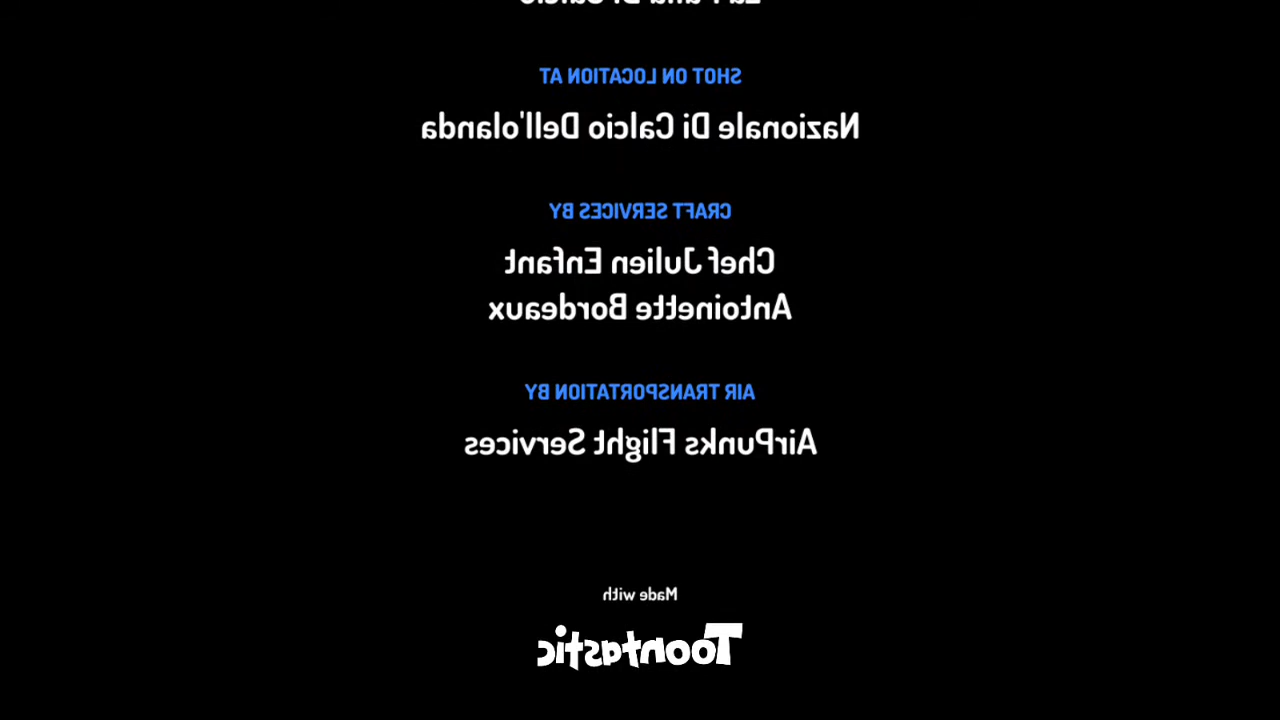 SHOT ON LOCATION AT
Nazionale Di Calcio Dell'olanda
CRAFT SERVICES BY
Chef Julien Enfant
Antoinette Bordeaux
AIR TRANSPORTATION BY
AirPunks Flight Services
Made with
Toontastic